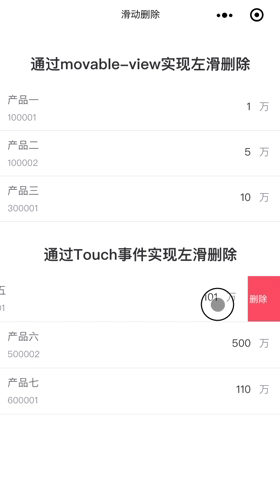 滑动删除
通过movable-view实现左滑删除
产品一
100001
1 万
产品二
100002
5 万
产品三
300001
10 万
通过Touch事件实现左滑删除
五
01
101 万
删除
产品六
500002
500 万
产品七
600001
110 万